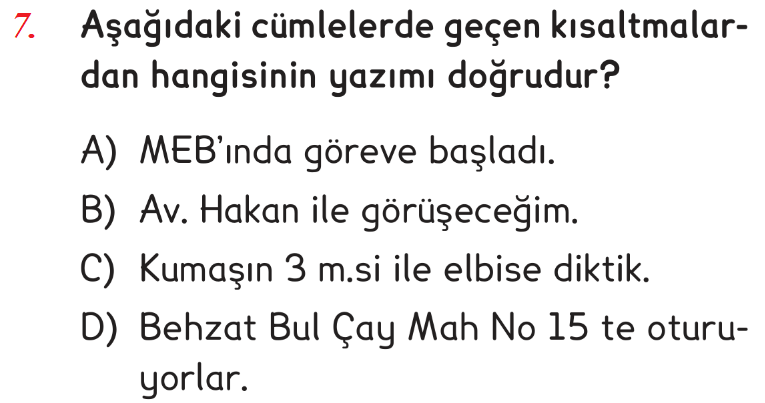 7. Aşağıdaki cümlelerde geçen kısaltmalar-
dan hangisinin yazımı doğrudur?
A) MEB'ında göreve başladı.
B) Av. Hakan ile görüşeceğim.
C) Kumaşın 3 m.si ile elbise diktik.
D) Behzat Bul Çay Mah No 15 te oturu-
yorlar.